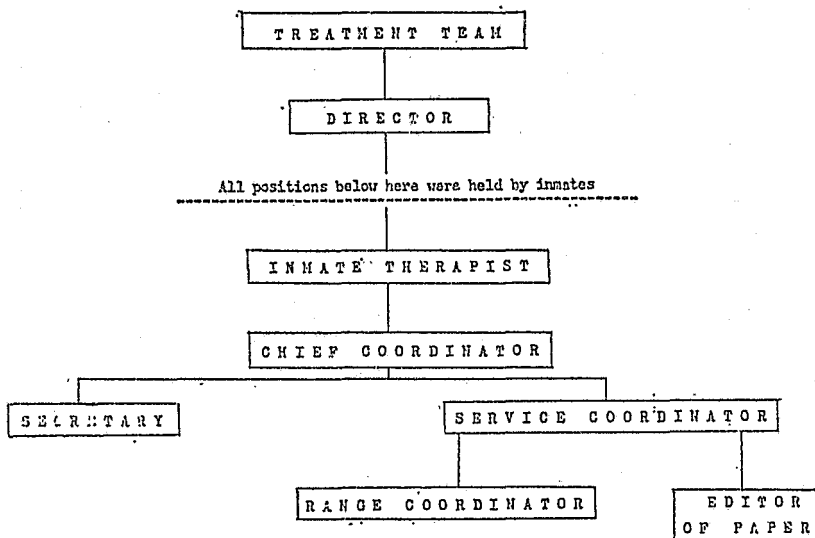 TREATMENT TEAM
DIRECTOR
All positions below here were held by inmates
INMATE THERAPIST
CHIEF COORDINATOR
SECRETARY
SERVICE COORDINATOR
RANGE COORDINATOR
EDITOR
OF PAPER